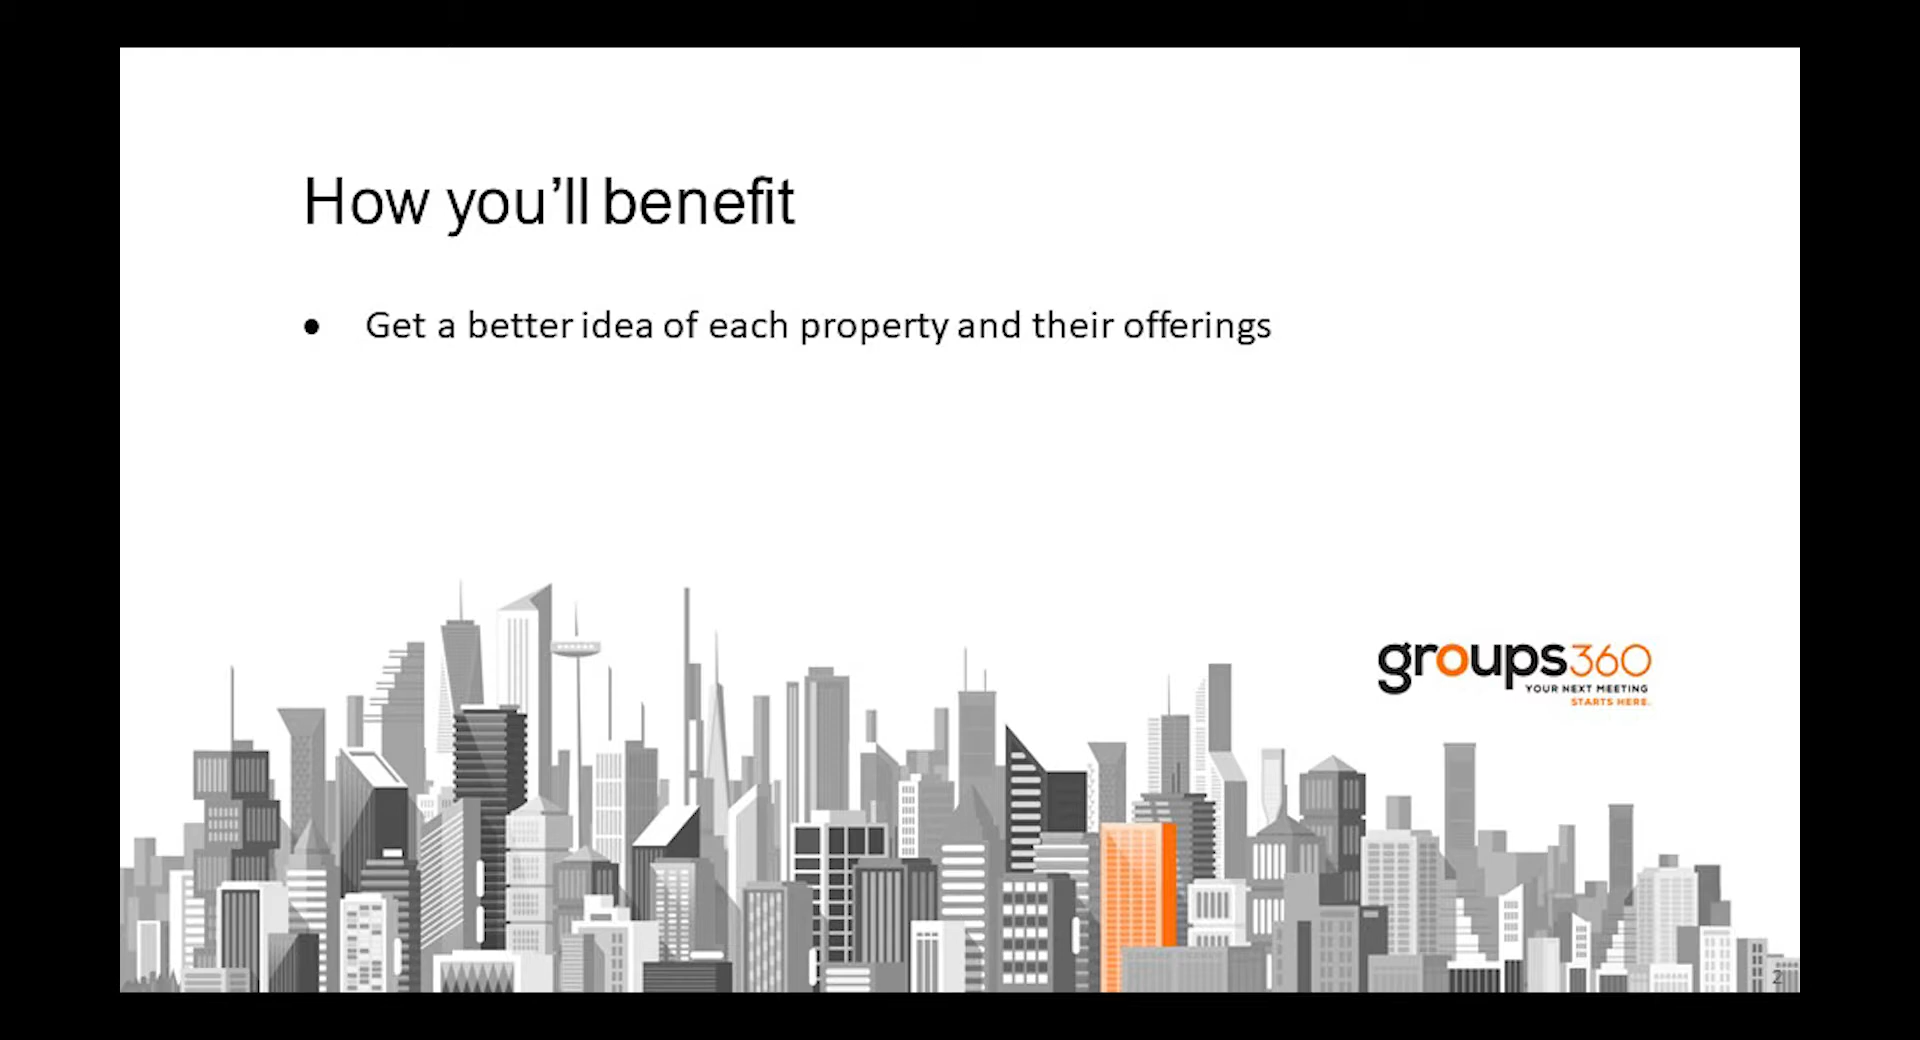 How you’ll benefit
● Get a better idea of each property and their offerings
groups360
YOUR NEXT MEETING
STARTS HERE.
2